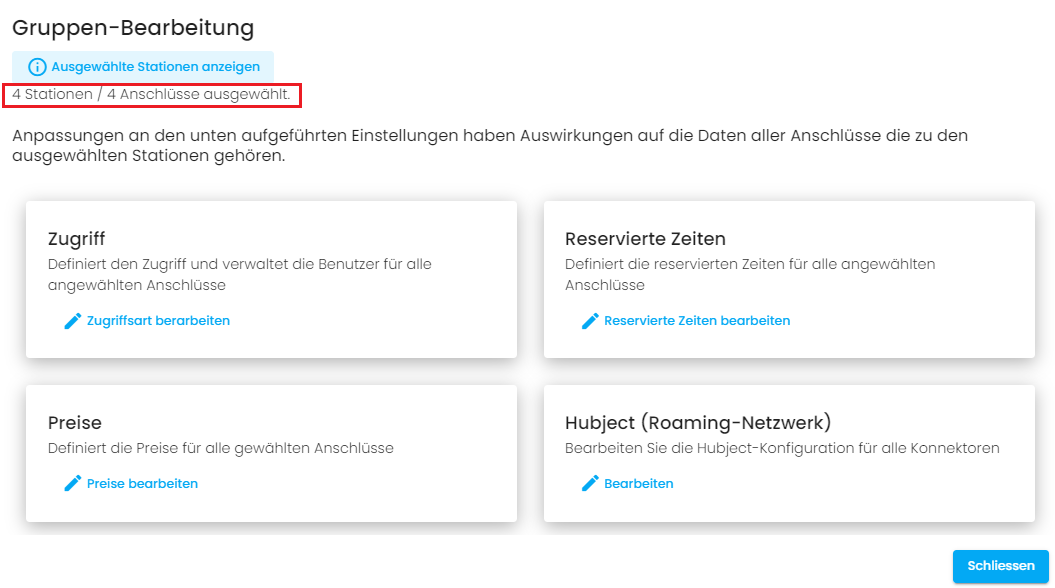 Gruppen-Bearbeitung
Ausgewählte Stationen anzeigen
4 Stationen / 4 Anschlüsse ausgewählt.
Anpassungen an den unten aufgeführten Einstellungen haben Auswirkungen auf die Daten aller Anschlüsse die zu den
ausgewählten Stationen gehören.
Zugriff
Definiert den Zugriff und verwaltet die Benutzer für alle
angewählten Anschlüsse
Zugriffsart berarbeiten
Reservierte Zeiten
Definiert die reservierten Zeiten für alle angewählten
Anschlüsse
Reservierte Zeiten bearbeiten
Preise
Definiert die Preise für alle gewählten Anschlüsse
Preise bearbeiten
Hubject (Roaming-Netzwerk)
Bearbeiten Sie die Hubject-Konfiguration für alle Konnektoren
Bearbeiten
Schliessen